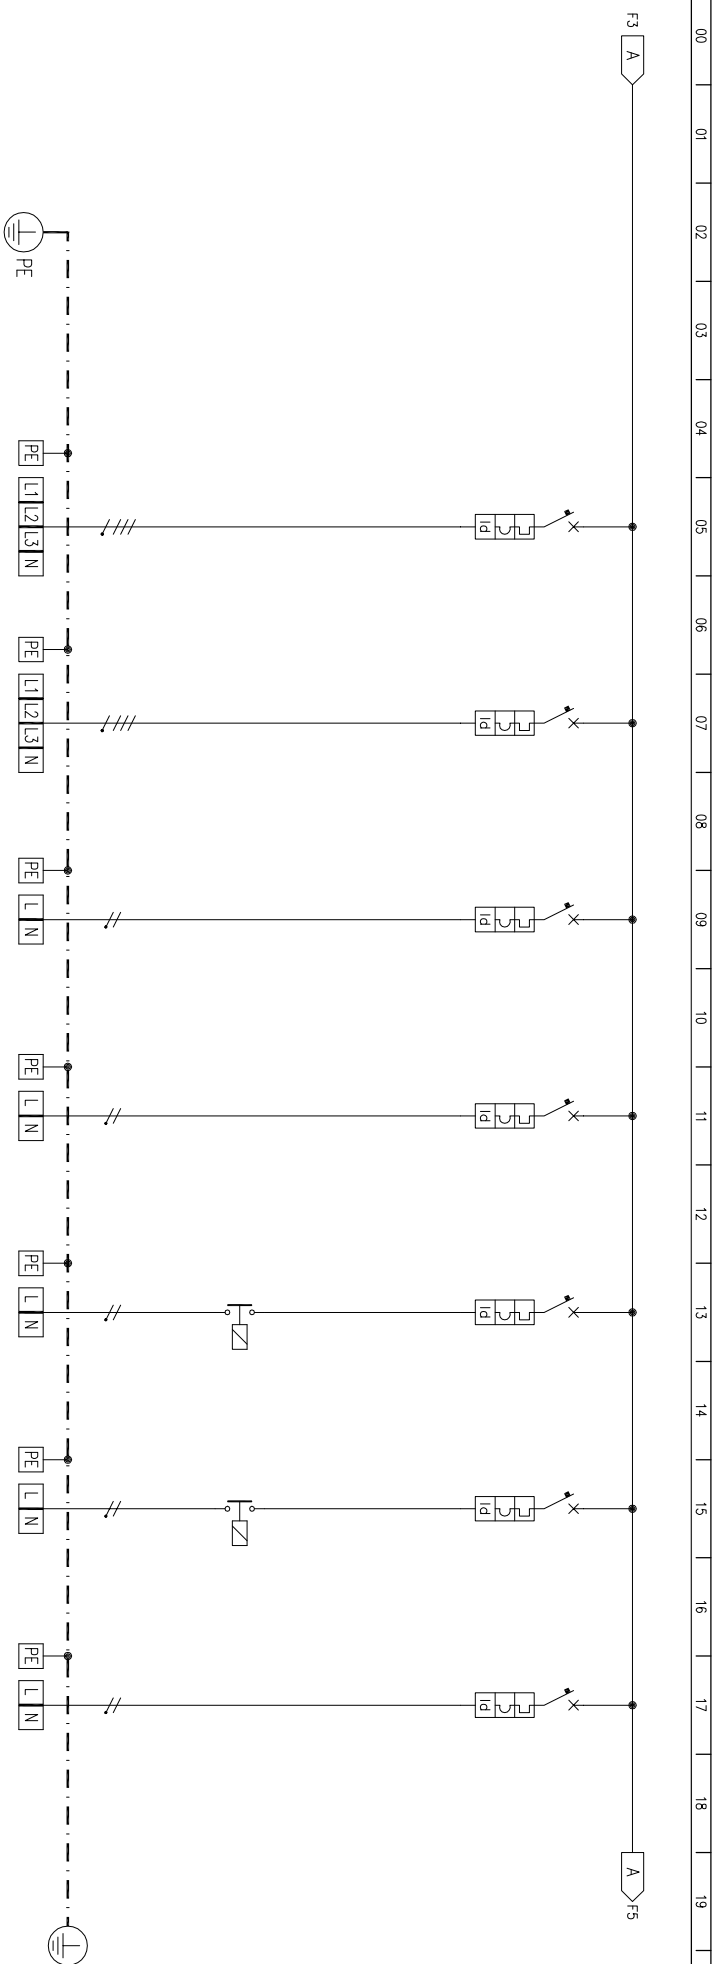 00 01 02 03 04 05 06 07 08 09 10 11 12 13 14 15 16 17 18 19
F3 A A F5
Id Id Id Id Id Id Id
PE
PE L1 L2 L3 N PE L1 L2 L3 N PE L N PE L N PE L N PE L N PE L N